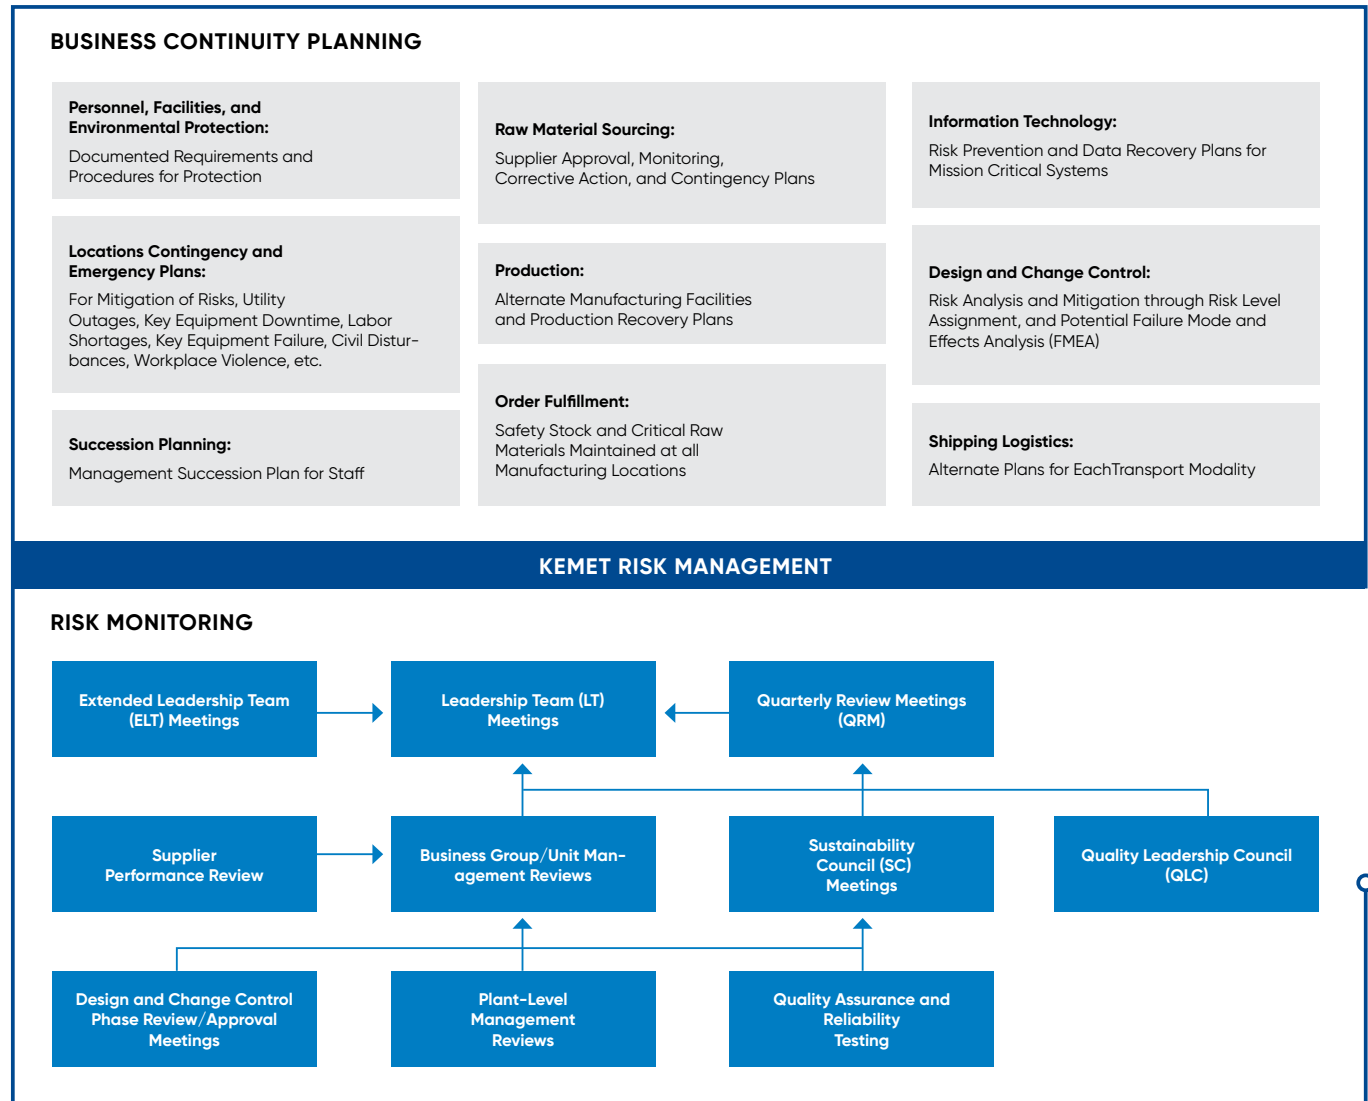 BUSINESS CONTINUITY PLANNING
Personnel, Facilities, and
Environmental Protection:
Documented Requirements and
Procedures for Protection
Locations Contingency and
Emergency Plans:
For Mitigation of Risks, Utility
Outages, Key Equipment Downtime, Labor
Shortages, Key Equipment Failure, Civil Distur-
bances, Workplace Violence, etc.
Succession Planning:
Management Succession Plan for Staff
Raw Material Sourcing:
Supplier Approval, Monitoring,
Corrective Action, and Contingency Plans
Production:
Alternate Manufacturing Facilities
and Production Recovery Plans
Order Fulfillment:
Safety Stock and Critical Raw
Materials Maintained at all
Manufacturing Locations
Information Technology:
Risk Prevention and Data Recovery Plans for
Mission Critical Systems
Design and Change Control:
Risk Analysis and Mitigation through Risk Level
Assignment, and Potential Failure Mode and
Effects Analysis (FMEA)
Shipping Logistics:
Alternate Plans for EachTransport Modality
KEMET RISK MANAGEMENT
RISK MONITORING
Extended Leadership Team
(ELT) Meetings
Leadership Team (LT)
Meetings
Quarterly Review Meetings
(QRM)
Supplier
Performance Review
Business Group/Unit Man-
agement Reviews
Sustainability
Council (SC)
Meetings
Quality Leadership Council
(QLC)
Design and Change Control
Phase Review/Approval
Meetings
Plant-Level
Management
Reviews
Quality Assurance and
Reliability
Testing